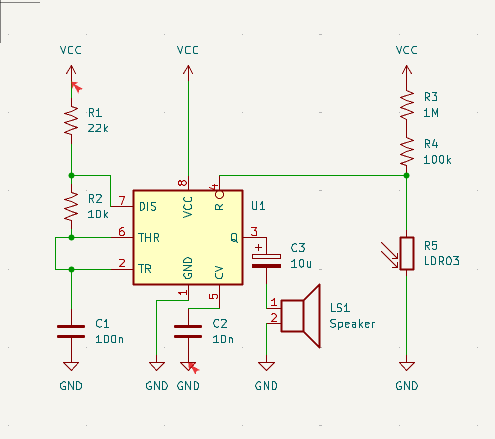 VCC
VCC
VCC
R1
22k
R3
1M
R4
100k
R2
10k
7
DIS
8
VCC
4
R
U1
6
THR
Q
3
2
TR
GND
1
CV
5
+
C3
10u
R5
LDR03
1
2
LS1
Speaker
C1
100n
C2
10n
GND
GND
GND
GND
GND